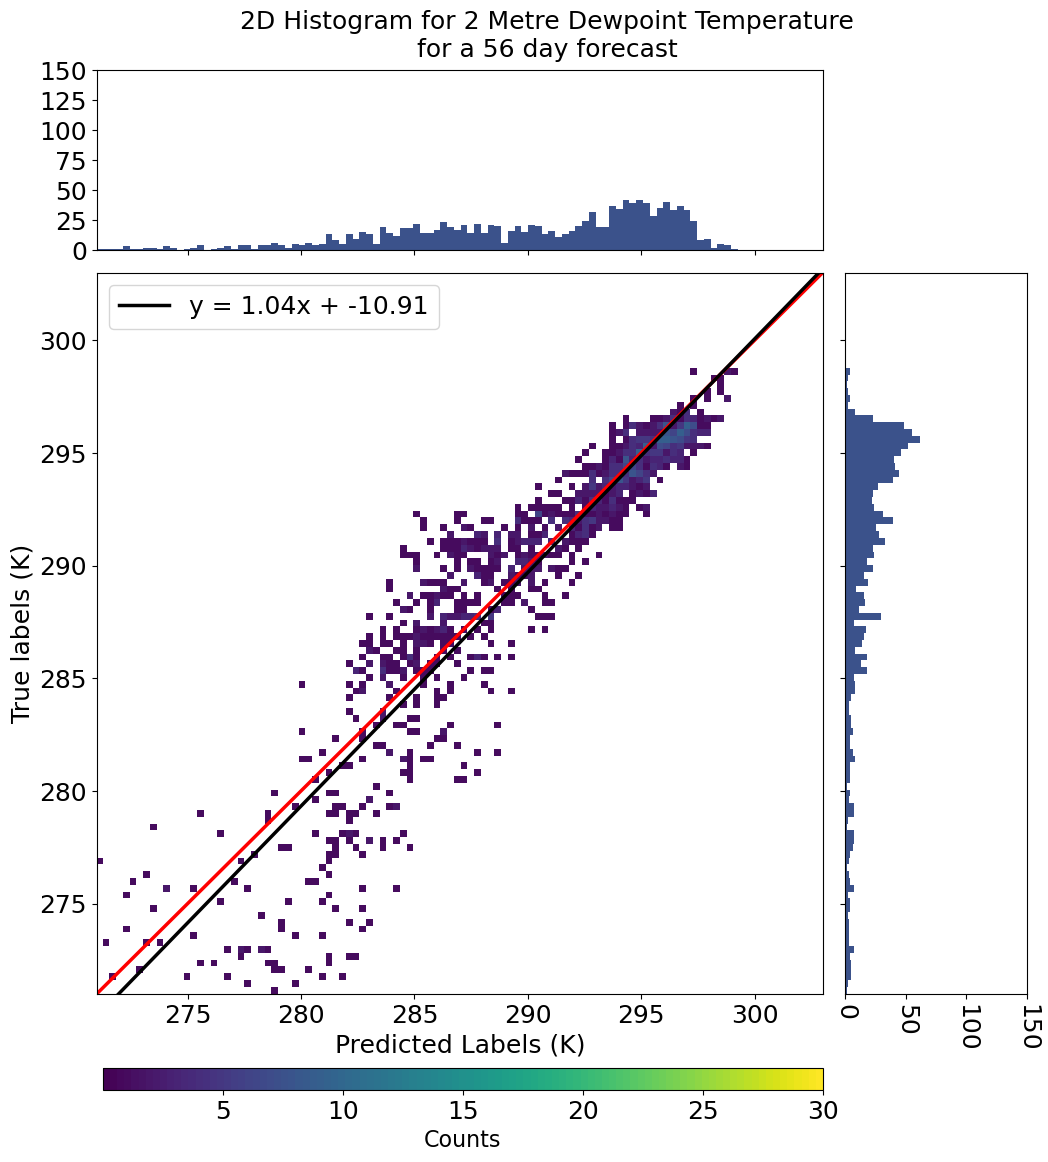 2D Histogram for 2 Metre Dewpoint Temperature
for a 56 day forecast
150
125
100
75
50
25
0
y = 1.04x + -10.91
True labels (K)
300
295
290
285
280
275
275 280 285 290 295 300
Predicted Labels (K)
0 50 100 150
5 10 15 20 25 30
Counts